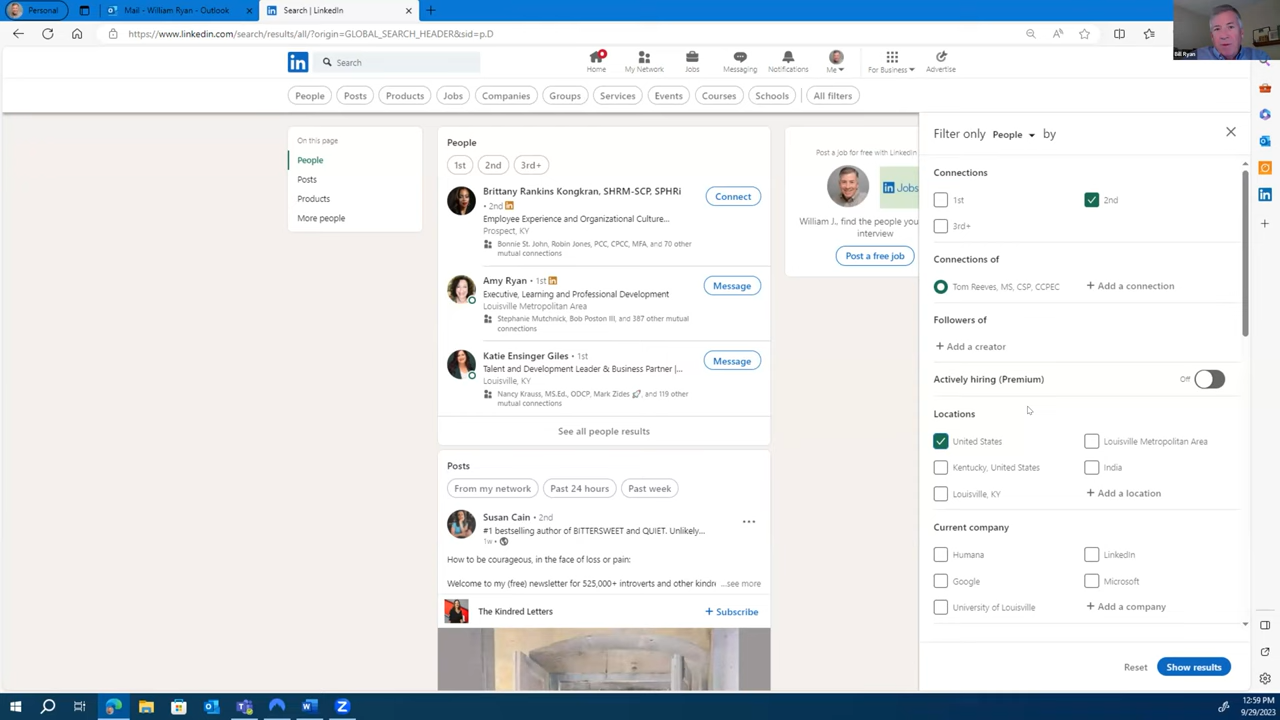 Personal
Mail - William Ryan - Outlook
Search | LinkedIn
https://www.linkedin.com/search/results/all/?origin=GLOBAL_SEARCH_HEADER&sid=p.D
Bill Ryan
in
Search
Home
My Network
Jobs
Messaging
Notifications
Me
For Business
Advertise
People
Posts
Products
Jobs
Companies
Groups
Services
Events
Courses
Schools
All filters
On this page
People
Posts
Products
More people
People
1st
2nd
3rd+
Brittany Rankins Kongkran, SHRM-SCP, SPHRi
• 2nd in
Employee Experience and Organizational Culture...
Prospect, KY
Bonnie St. John, Robin Jones, PCC, CPCC, MFA, and 70 other
mutual connections
Connect
Amy Ryan • 1st in
Executive, Learning and Professional Development
Louisville Metropolitan Area
Stephanie Mutchnick, Bob Poston III, and 387 other mutual
connections
Message
Katie Ensinger Giles • 1st
Talent and Development Leader & Business Partner |...
Louisville, KY
Nancy Krauss, MS.Ed., ODCP, Mark Zides 🚀, and 119 other
mutual connections
Message
See all people results
Posts
From my network
Past 24 hours
Past week
Susan Cain • 2nd
#1 bestselling author of BITTERSWEET and QUIET. Unlikely...
1w •
How to be courageous, in the face of loss or pain:
Welcome to my (free) newsletter for 525,000+ introverts and other kindre
...see more
The Kindred Letters
+ Subscribe
Post a job for free with LinkedIn
in Jobs
William J., find the people you
interview
Post a free job
Filter only People by
Connections
1st
2nd
3rd+
Connections of
Tom Reeves, MS, CSP, CCPEC
+ Add a connection
Followers of
+ Add a creator
Actively hiring (Premium)
Off
Locations
United States
Louisville Metropolitan Area
Kentucky, United States
India
Louisville, KY
+ Add a location
Current company
Humana
LinkedIn
Google
Microsoft
University of Louisville
+ Add a company
Reset
Show results
12:59 PM
9/29/2023